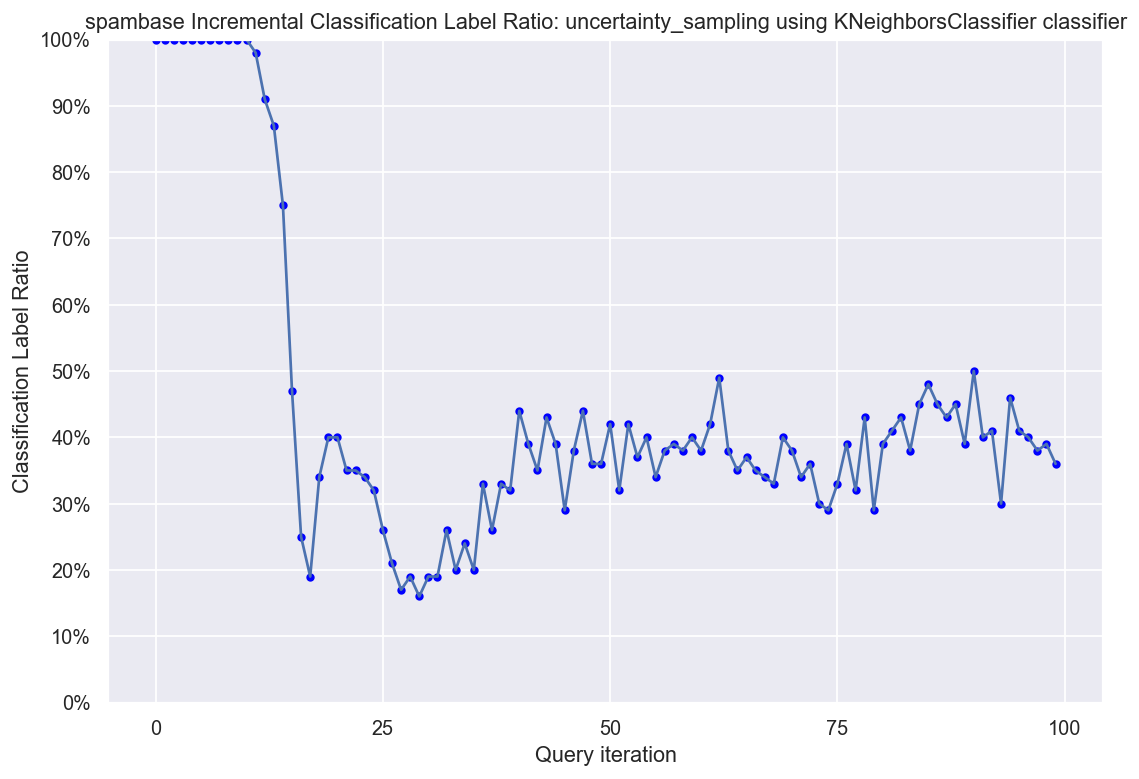 spambase Incremental Classification Label Ratio: uncertainty_sampling using KNeighborsClassifier classifier
100%
90%
80%
70%
60%
50%
40%
30%
20%
10%
0%
Classification Label Ratio
0 25 50 75 100
Query iteration